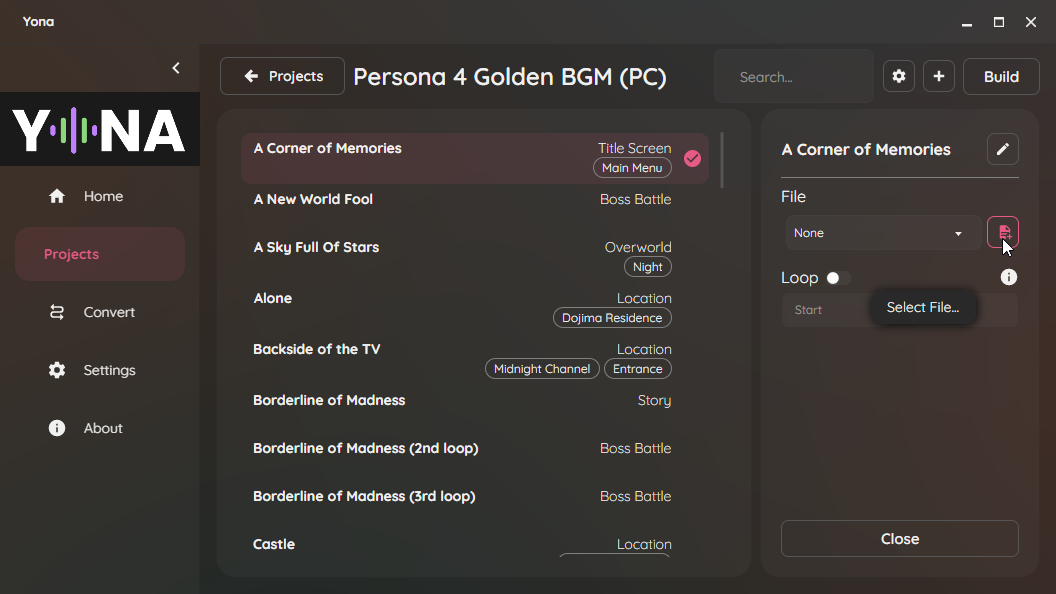 Yona
YONA
Home
Projects
Convert
Settings
About
Projects
Persona 4 Golden BGM (PC)
Search...
Build
A Corner of Memories
Title Screen
Main Menu
A New World Fool
Boss Battle
A Sky Full Of Stars
Overworld
Night
Alone
Location
Dojima Residence
Backside of the TV
Location
Midnight Channel
Entrance
Borderline of Madness
Story
Borderline of Madness (2nd loop)
Boss Battle
Borderline of Madness (3rd loop)
Boss Battle
Castle
Location
A Corner of Memories
File
None
Loop
Start
Select File...
Close